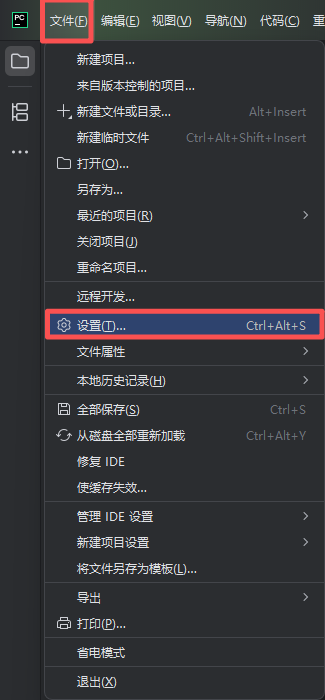 PC 文件(F) 编辑(E) 视图(V) 导航(N) 代码(C) 重
新建项目...
来自版本控制的项目...
新建文件或目录... Alt+Insert
新建临时文件 Ctrl+Alt+Shift+Insert
打开(O)...
另存为...
最近的项目(R)
关闭项目(J)
重命名项目...
远程开发...
设置(T)... Ctrl+Alt+S
文件属性
本地历史记录(H)
全部保存(S) Ctrl+S
从磁盘全部重新加载 Ctrl+Alt+Y
修复 IDE
使缓存失效...
管理 IDE 设置
新建项目设置
将文件另存为模板(L)...
导出
打印(P)...
省电模式
退出(X)